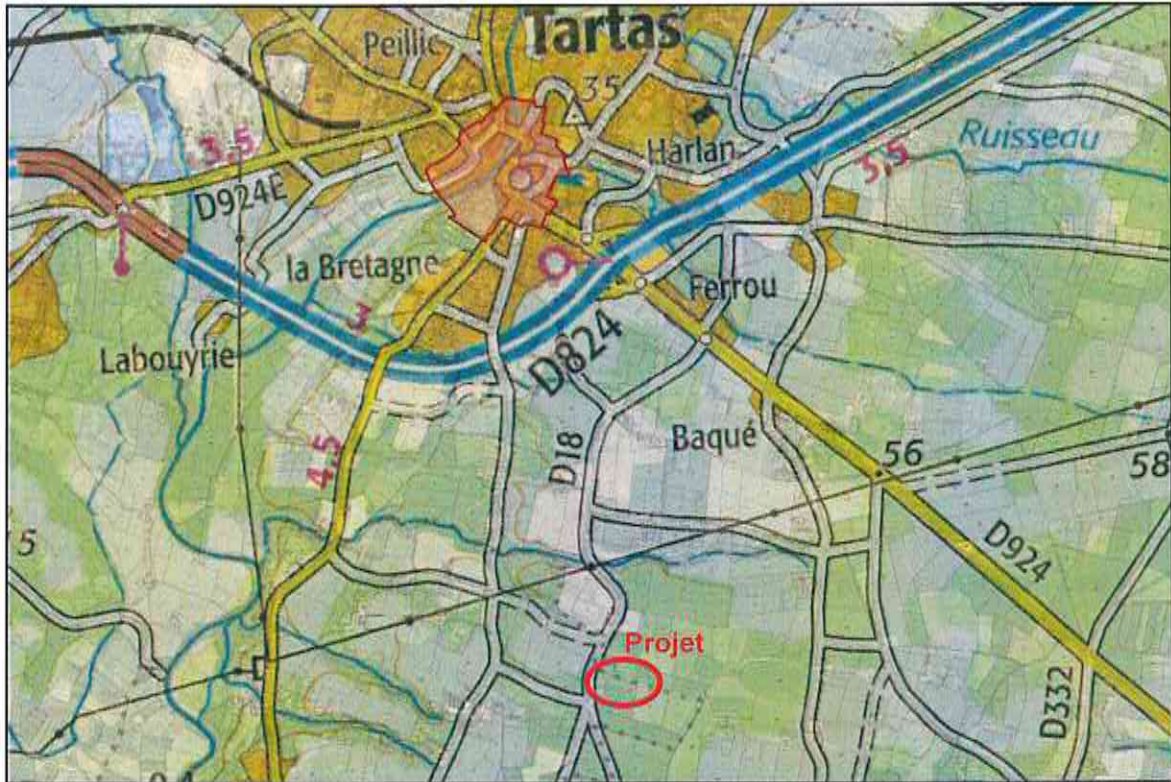 Tartas
Peillic
35
Harlan
Ruisseau
3,5
3,5
D924E
la Bretagne
Ferrou
3
Labouyrie
D824
Baqué
56
58
D18
4,5
5
D924
Projet
D332